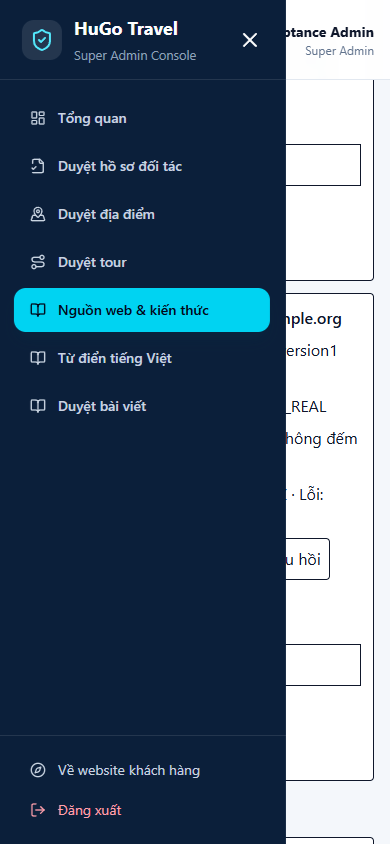 HuGo Travel
Super Admin Console
ptance Admin
Super Admin
Tổng quan
Duyệt hồ sơ đối tác
Duyệt địa điểm
Duyệt tour
Nguồn web & kiến thức
Từ điển tiếng Việt
Duyệt bài viết
nple.org
ersion1
_REAL
hông đếm
· Lỗi:
u hồi
Về website khách hàng
Đăng xuất